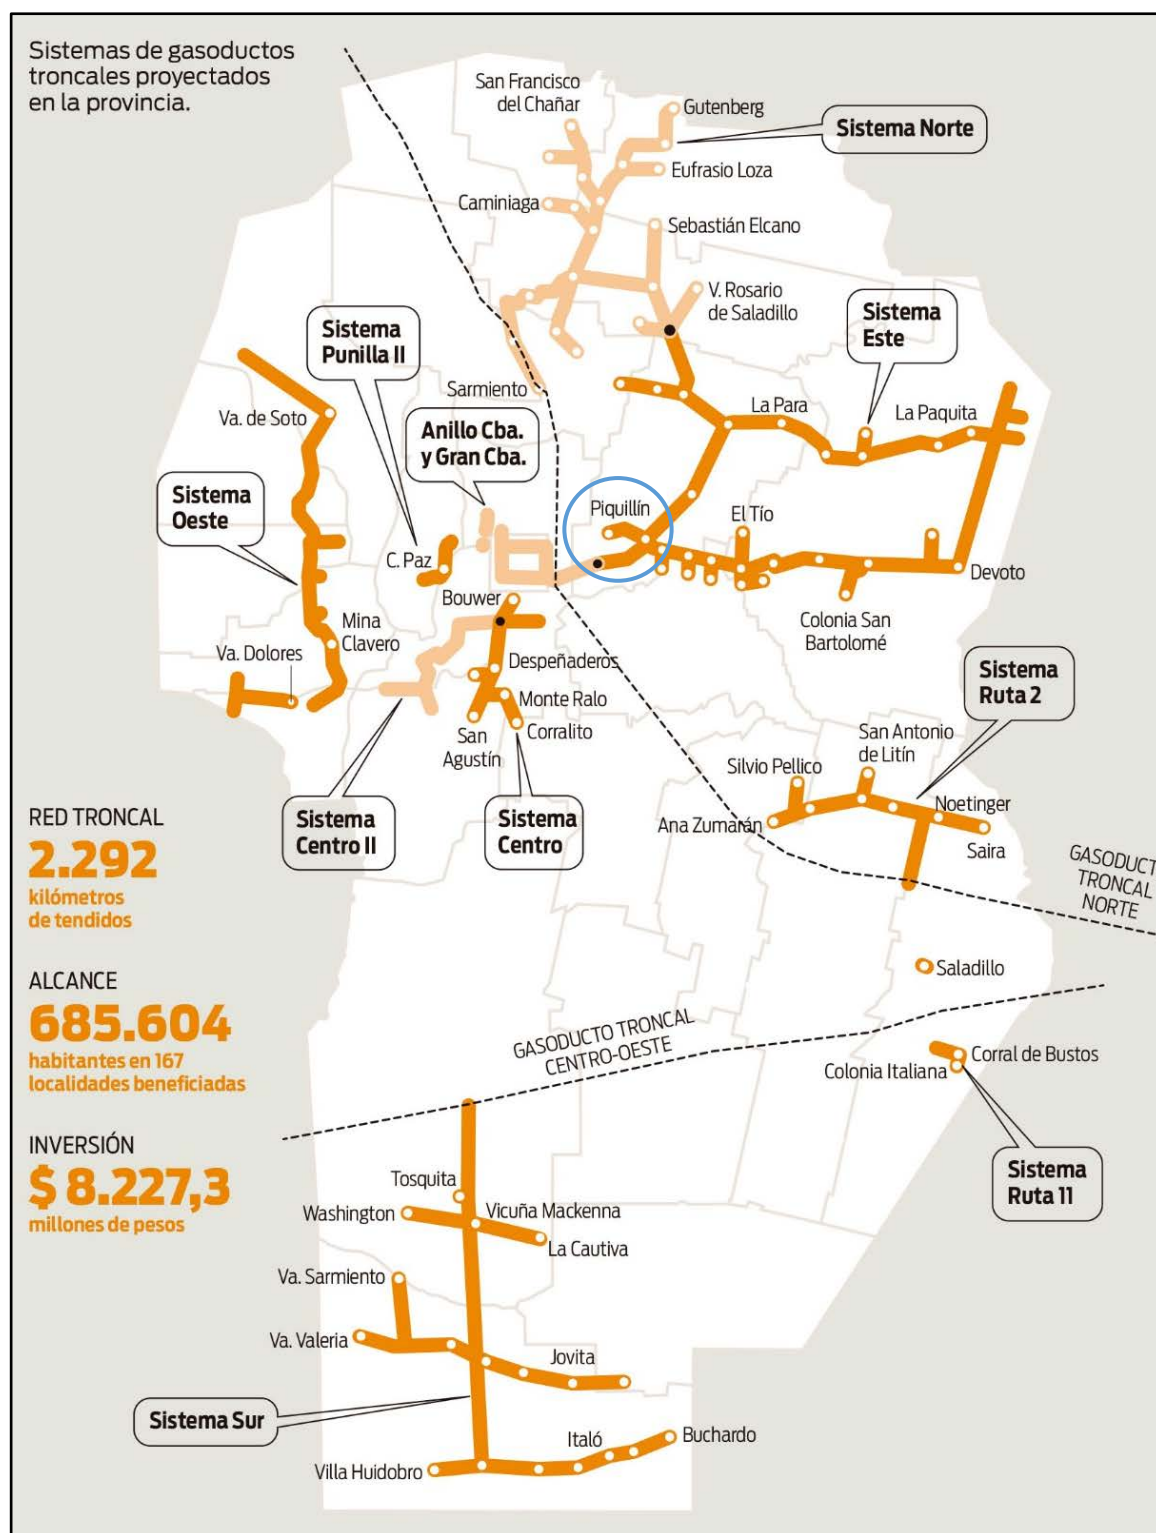 Sistemas de gasoductos
troncales proyectados
en la provincia.
San Francisco
del Chañar
Gutenberg
Sistema Norte
Eufrasio Loza
Caminiaga
Sebastián Elcano
V. Rosario
de Saladillo
Sistema
Este
Sistema
Punilla II
Sarmiento
Va. de Soto
La Para
La Paquita
Anillo Cba.
y Gran Cba.
Sistema
Oeste
Piquillín
El Tío
C. Paz
Devoto
Bouwer
Colonia San
Bartolomé
Mina
Clavero
Va. Dolores
Despeñaderos
Sistema
Ruta 2
Monte Ralo
Corralito
San
Agustín
San Antonio
de Litín
Silvio Pellico
Noetinger
Ana Zumarán
Saira
Sistema
Centro II
Sistema
Centro
RED TRONCAL
2.292
kilómetros
de tendidos
GASODUCT
TRONCAL
NORTE
Saladillo
ALCANCE
685.604
habitantes en 167
localidades beneficiadas
GASODUCTO TRONCAL
CENTRO-OESTE
Corral de Bustos
Colonia Italiana
INVERSIÓN
$ 8.227,3
millones de pesos
Sistema
Ruta 11
Tosquita
Washington
Vicuña Mackenna
La Cautiva
Va. Sarmiento
Va. Valeria
Jovita
Sistema Sur
Italó
Buchardo
Villa Huidobro